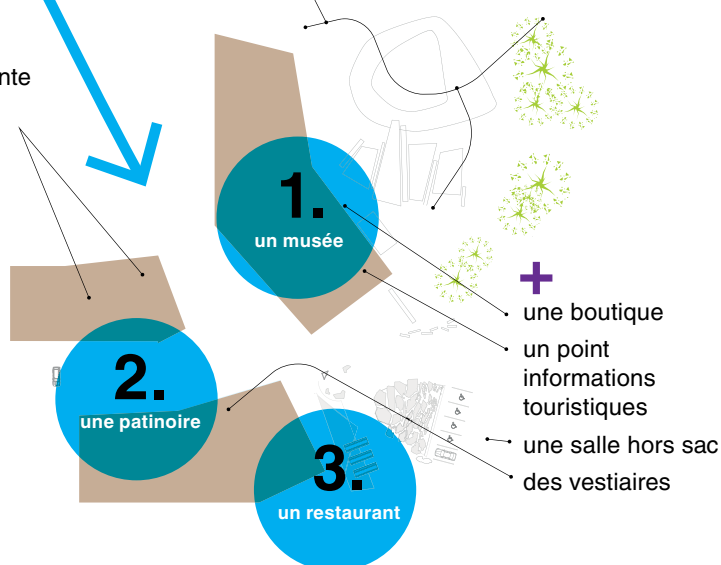 nte
1.
un musée
+
une boutique
un point
informations
touristiques
2.
une patinoire
une salle hors sac
des vestiaires
3.
un restaurant